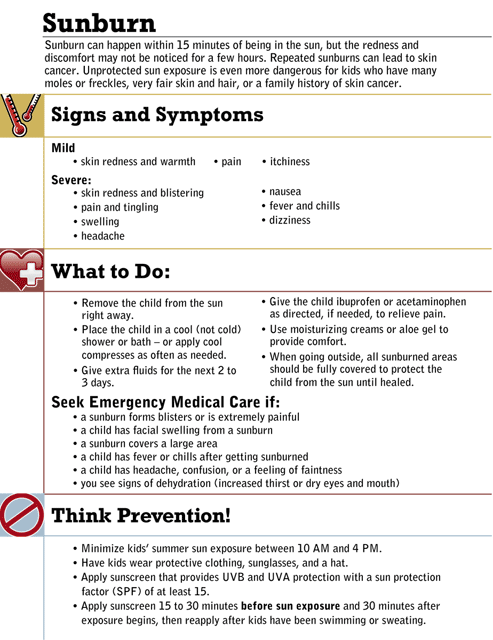 Sunburn
Sunburn can happen within 15 minutes of being in the sun, but the redness and
discomfort may not be noticed for a few hours. Repeated sunburns can lead to skin
cancer. Unprotected sun exposure is even more dangerous for kids who have many
moles or freckles, very fair skin and hair, or a family history of skin cancer.
Signs and Symptoms
Mild
• skin redness and warmth • pain • itchiness
Severe:
• skin redness and blistering
• pain and tingling
• swelling
• headache
• nausea
• fever and chills
• dizziness
What to Do:
• Remove the child from the sun
right away.
• Place the child in a cool (not cold)
shower or bath – or apply cool
compresses as often as needed.
• Give extra fluids for the next 2 to
3 days.
• Give the child ibuprofen or acetaminophen
as directed, if needed, to relieve pain.
• Use moisturizing creams or aloe gel to
provide comfort.
• When going outside, all sunburned areas
should be fully covered to protect the
child from the sun until healed.
Seek Emergency Medical Care if:
• a sunburn forms blisters or is extremely painful
• a child has facial swelling from a sunburn
• a sunburn covers a large area
• a child has fever or chills after getting sunburned
• a child has headache, confusion, or a feeling of faintness
• you see signs of dehydration (increased thirst or dry eyes and mouth)
Think Prevention!
• Minimize kids’ summer sun exposure between 10 AM and 4 PM.
• Have kids wear protective clothing, sunglasses, and a hat.
• Apply sunscreen that provides UVB and UVA protection with a sun protection
factor (SPF) of at least 15.
• Apply sunscreen 15 to 30 minutes before sun exposure and 30 minutes after
exposure begins, then reapply after kids have been swimming or sweating.